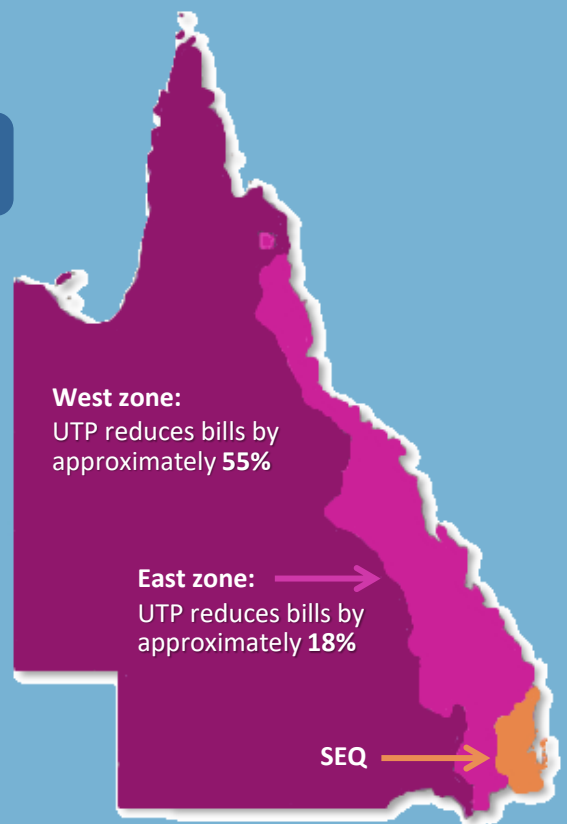 West zone:
UTP reduces bills by
approximately 55%
East zone:
UTP reduces bills by
approximately 18%
SEQ